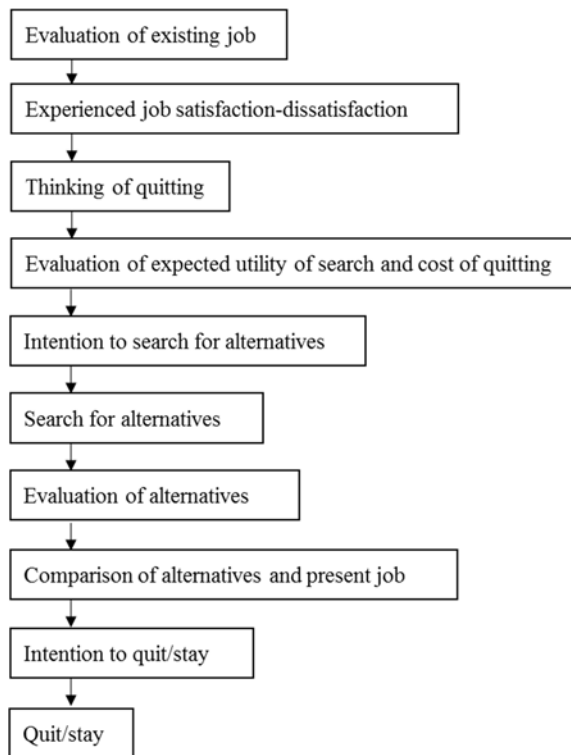 Evaluation of existing job
Experienced job satisfaction-dissatisfaction
Thinking of quitting
Evaluation of expected utility of search and cost of quitting
Intention to search for alternatives
Search for alternatives
Evaluation of alternatives
Comparison of alternatives and present job
Intention to quit/stay
Quit/stay